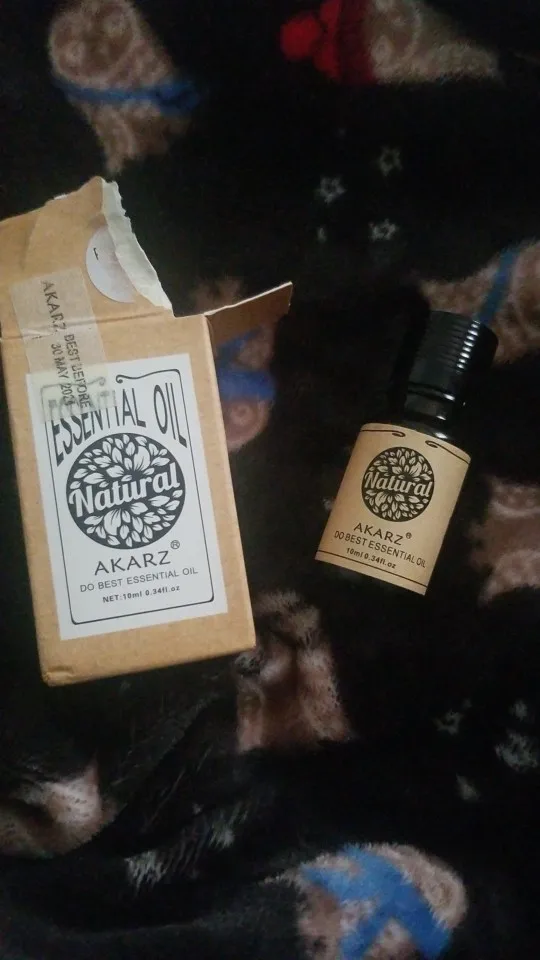 AKARZ BEST BEFORE
30 MAY 2023
ESSENTIAL OIL
Natural
AKARZ®
DO BEST ESSENTIAL OIL
NET:10ml 0.34fl.oz
Natural
AKARZ®
DO BEST ESSENTIAL OIL
10ml 0.34fl.oz